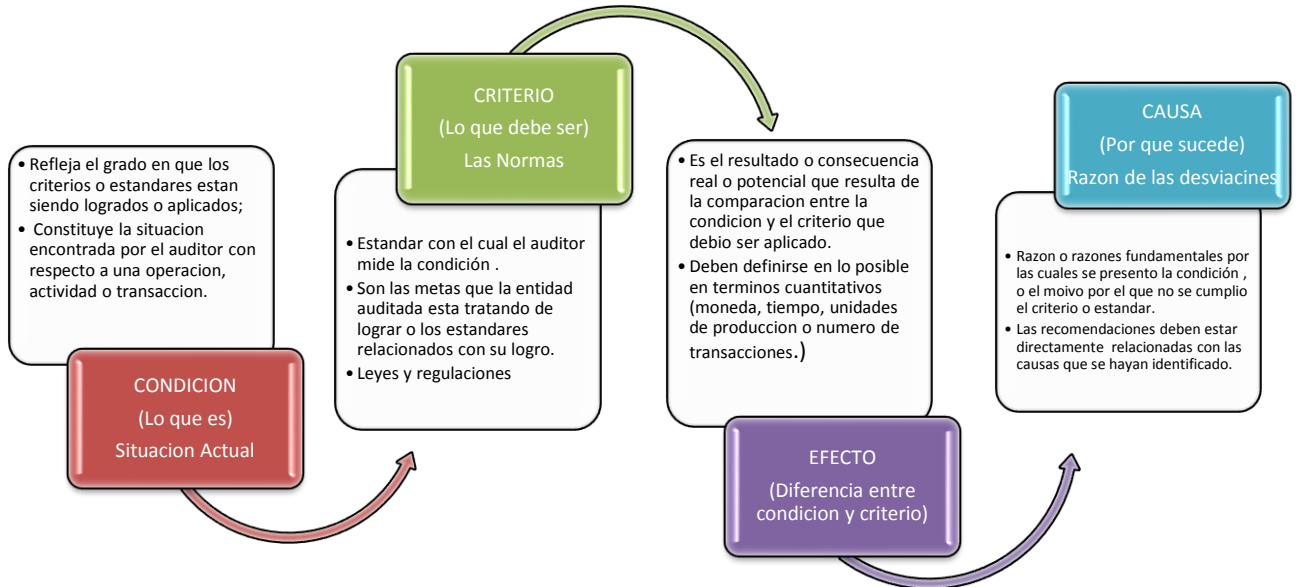 • Refleja el grado en que los
criterios o estandares estan
siendo logrados o aplicados;
• Constituye la situacion
encontrada por el auditor con
respecto a una operacion,
actividad o transaccion.
CONDICION
(Lo que es)
Situacion Actual
CRITERIO
(Lo que debe ser)
Las Normas
• Estandar con el cual el auditor
mide la condición .
• Son las metas que la entidad
auditada esta tratando de
lograr o los estandares
relacionados con su logro.
• Leyes y regulaciones
• Es el resultado o consecuencia
real o potencial que resulta de
la comparacion entre la
condicion y el criterio que
debio ser aplicado.
• Deben definirse en lo posible
en terminos cuantitativos
(moneda, tiempo, unidades
de produccion o numero de
transacciones.)
EFECTO
(Diferencia entre
condicion y criterio)
CAUSA
(Por que sucede)
Razon de las desviacines
• Razon o razones fundamentales por
las cuales se presento la condición ,
o el moivo por el que no se cumplio
el criterio o estandar.
• Las recomendaciones deben estar
directamente relacionadas con las
causas que se hayan identificado.